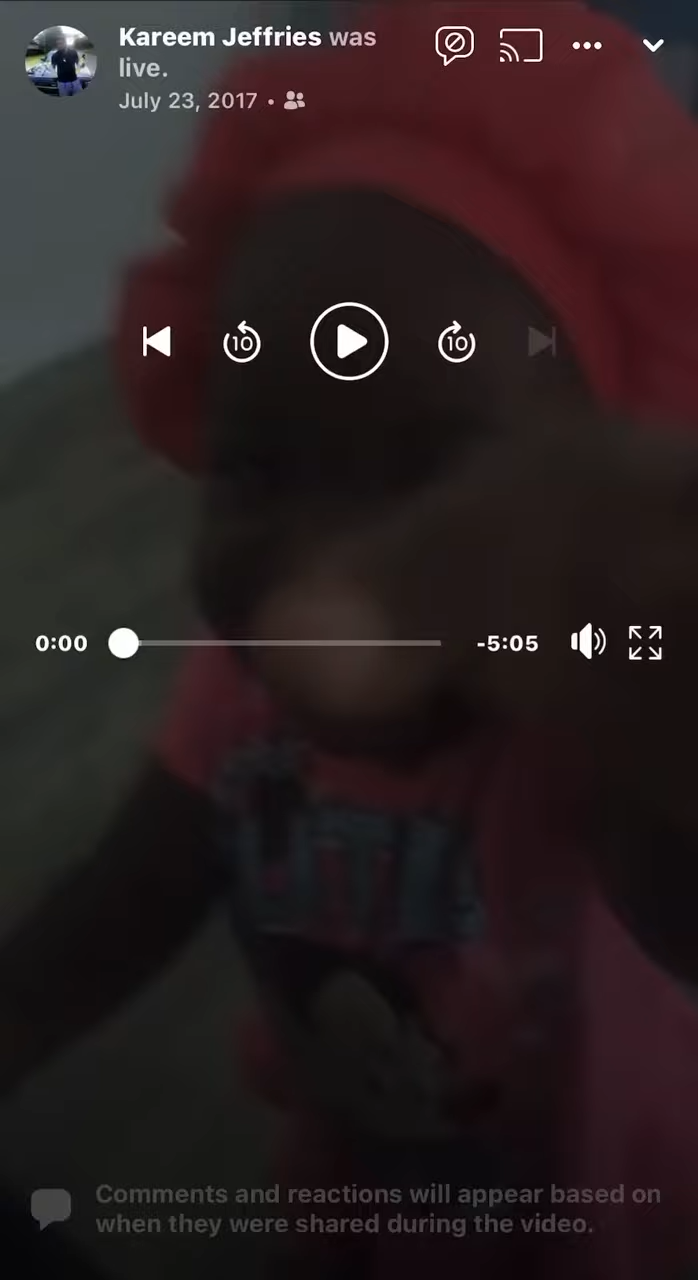 Kareem Jeffries was
live.
July 23, 2017 •
10 10
0:00 -5:05
Comments and reactions will appear based on
when they were shared during the video.